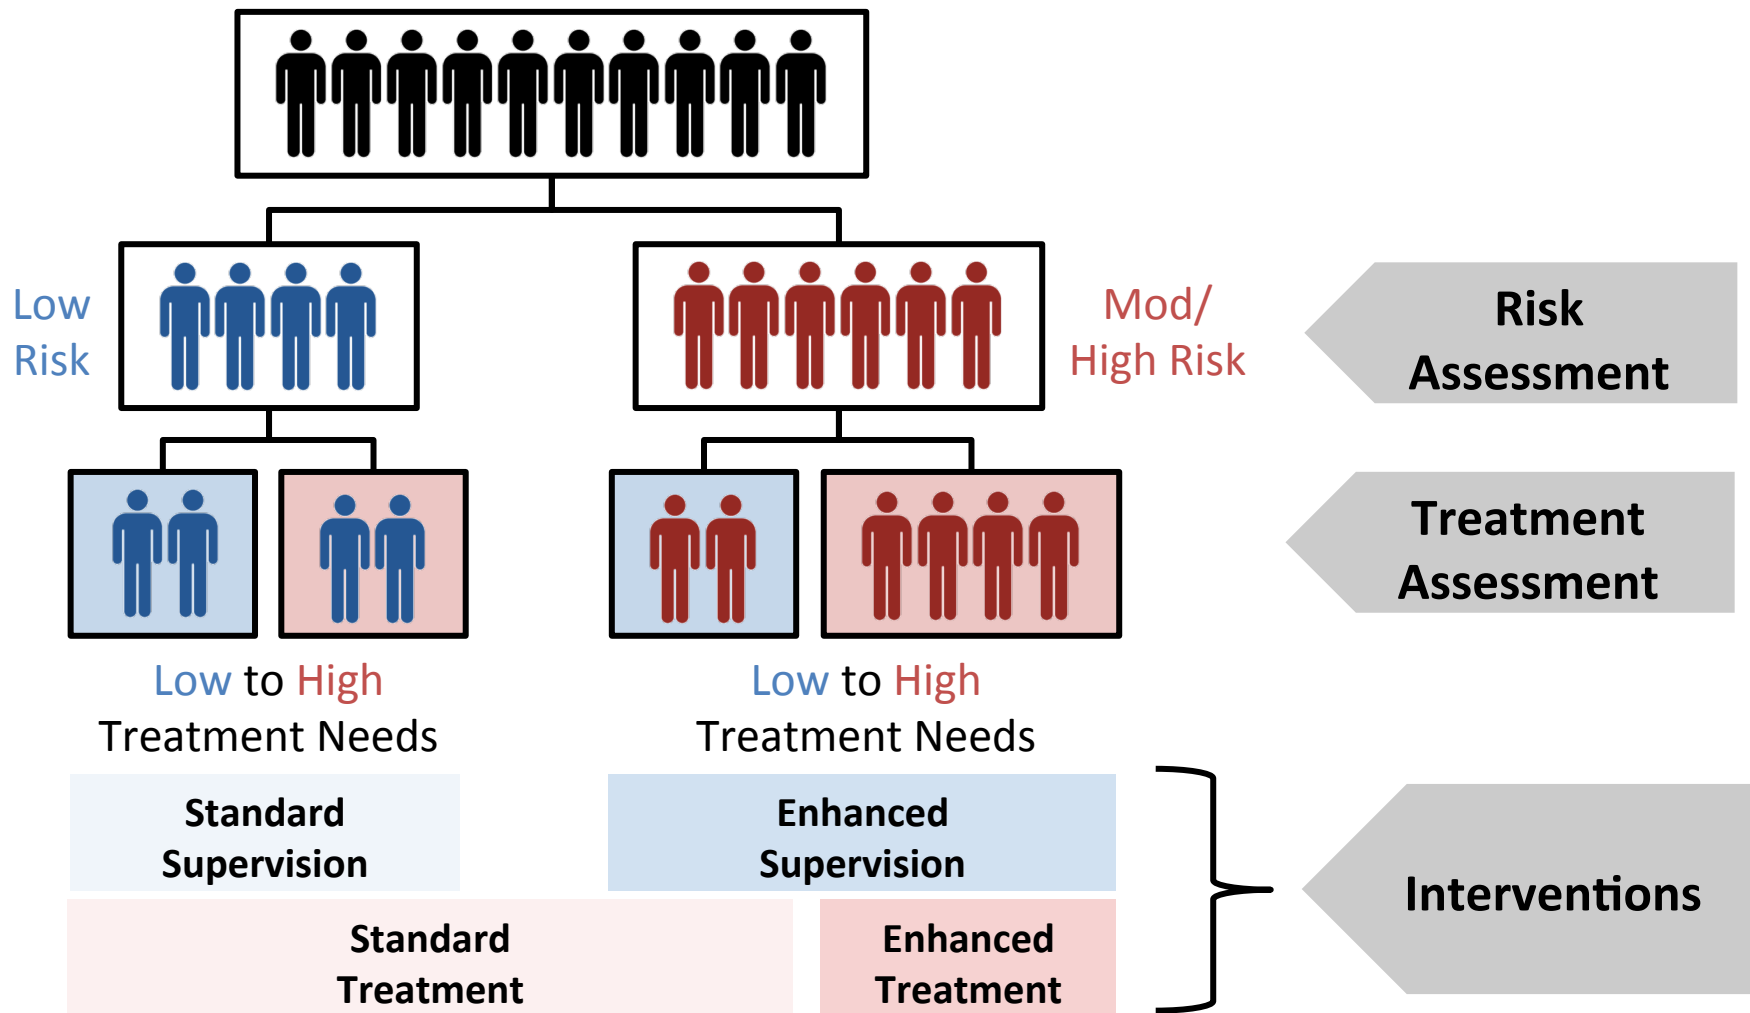 Low
Risk
Mod/
High Risk
Risk
Assessment
Treatment
Assessment
Low to High
Treatment Needs
Low to High
Treatment Needs
Standard
Supervision
Enhanced
Supervision
Standard
Treatment
Enhanced
Treatment
Interventions